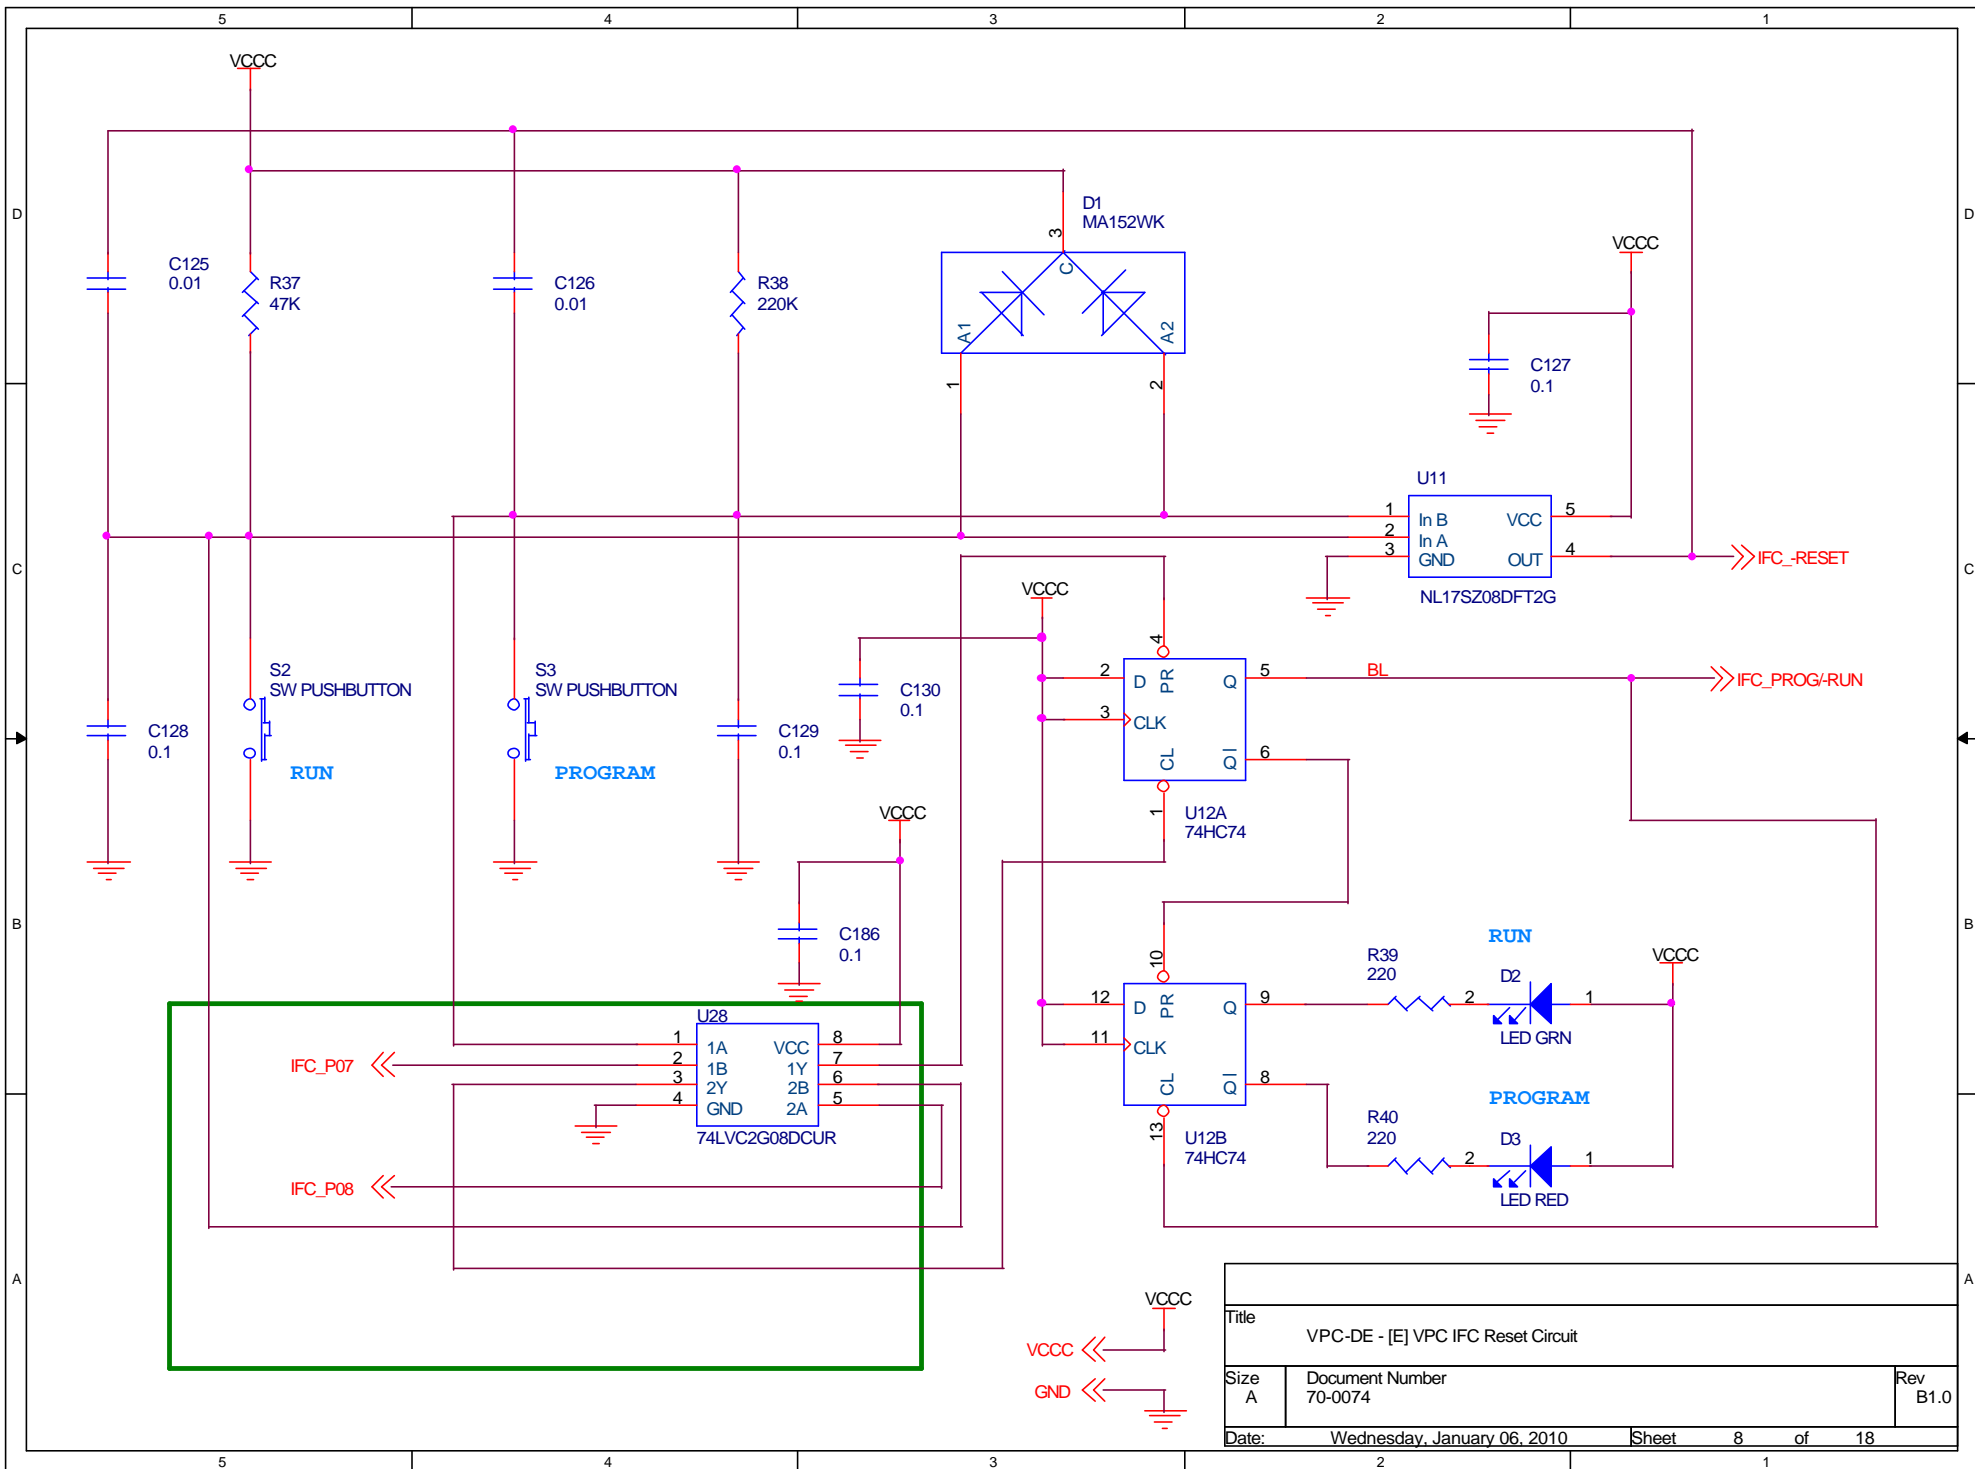 5 4 3 2 1
VCCC
D D
D1
MA152WK
3
VCCC
C125
0.01
R37
47K
C126
0.01
R38
220K
C
A1
A2
1
2
C127
0.1
U11
1 In B VCC 5
2 In A
3 GND OUT 4
NL17SZ08DFT2G
IFC_-RESET
C C
VCCC
S2
SW PUSHBUTTON
S3
SW PUSHBUTTON
C130
0.1
4
2 D PR Q 5
BL
IFC_PROG/-RUN
3 CLK
CL Q 6
1
U12A
74HC74
C128
0.1
RUN
PROGRAM
C129
0.1
VCCC
C186
0.1
B B
RUN
10
12 D PR Q 9
R39
220
2 D2 1
LED GRN
VCCC
11 CLK
CL Q 8
13
U12B
74HC74
PROGRAM
R40
220
2 D3 1
LED RED
U28
IFC_P07
1 1A VCC 8
2 1B 1Y 7
3 2Y 2B 6
4 GND 2A 5
74LVC2G08DCUR
IFC_P08
A A
VCCC
VCCC
GND
Title
VPC-DE - [E] VPC IFC Reset Circuit
Size
A
Document Number
70-0074
Rev
B1.0
Date: Wednesday, January 06, 2010 Sheet 8 of 18
5 4 3 2 1